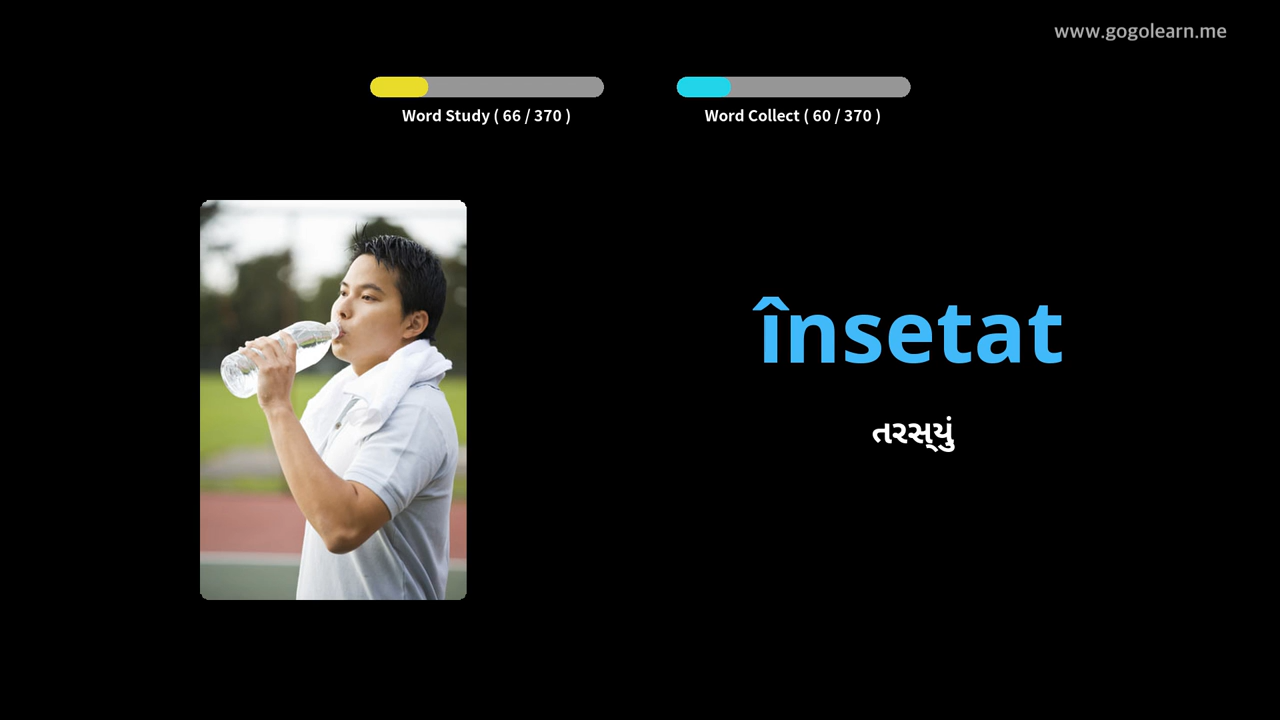 www.gogolearn.me
Word Study ( 66 / 370 )
Word Collect ( 60 / 370 )
însetat
તરસ્યું